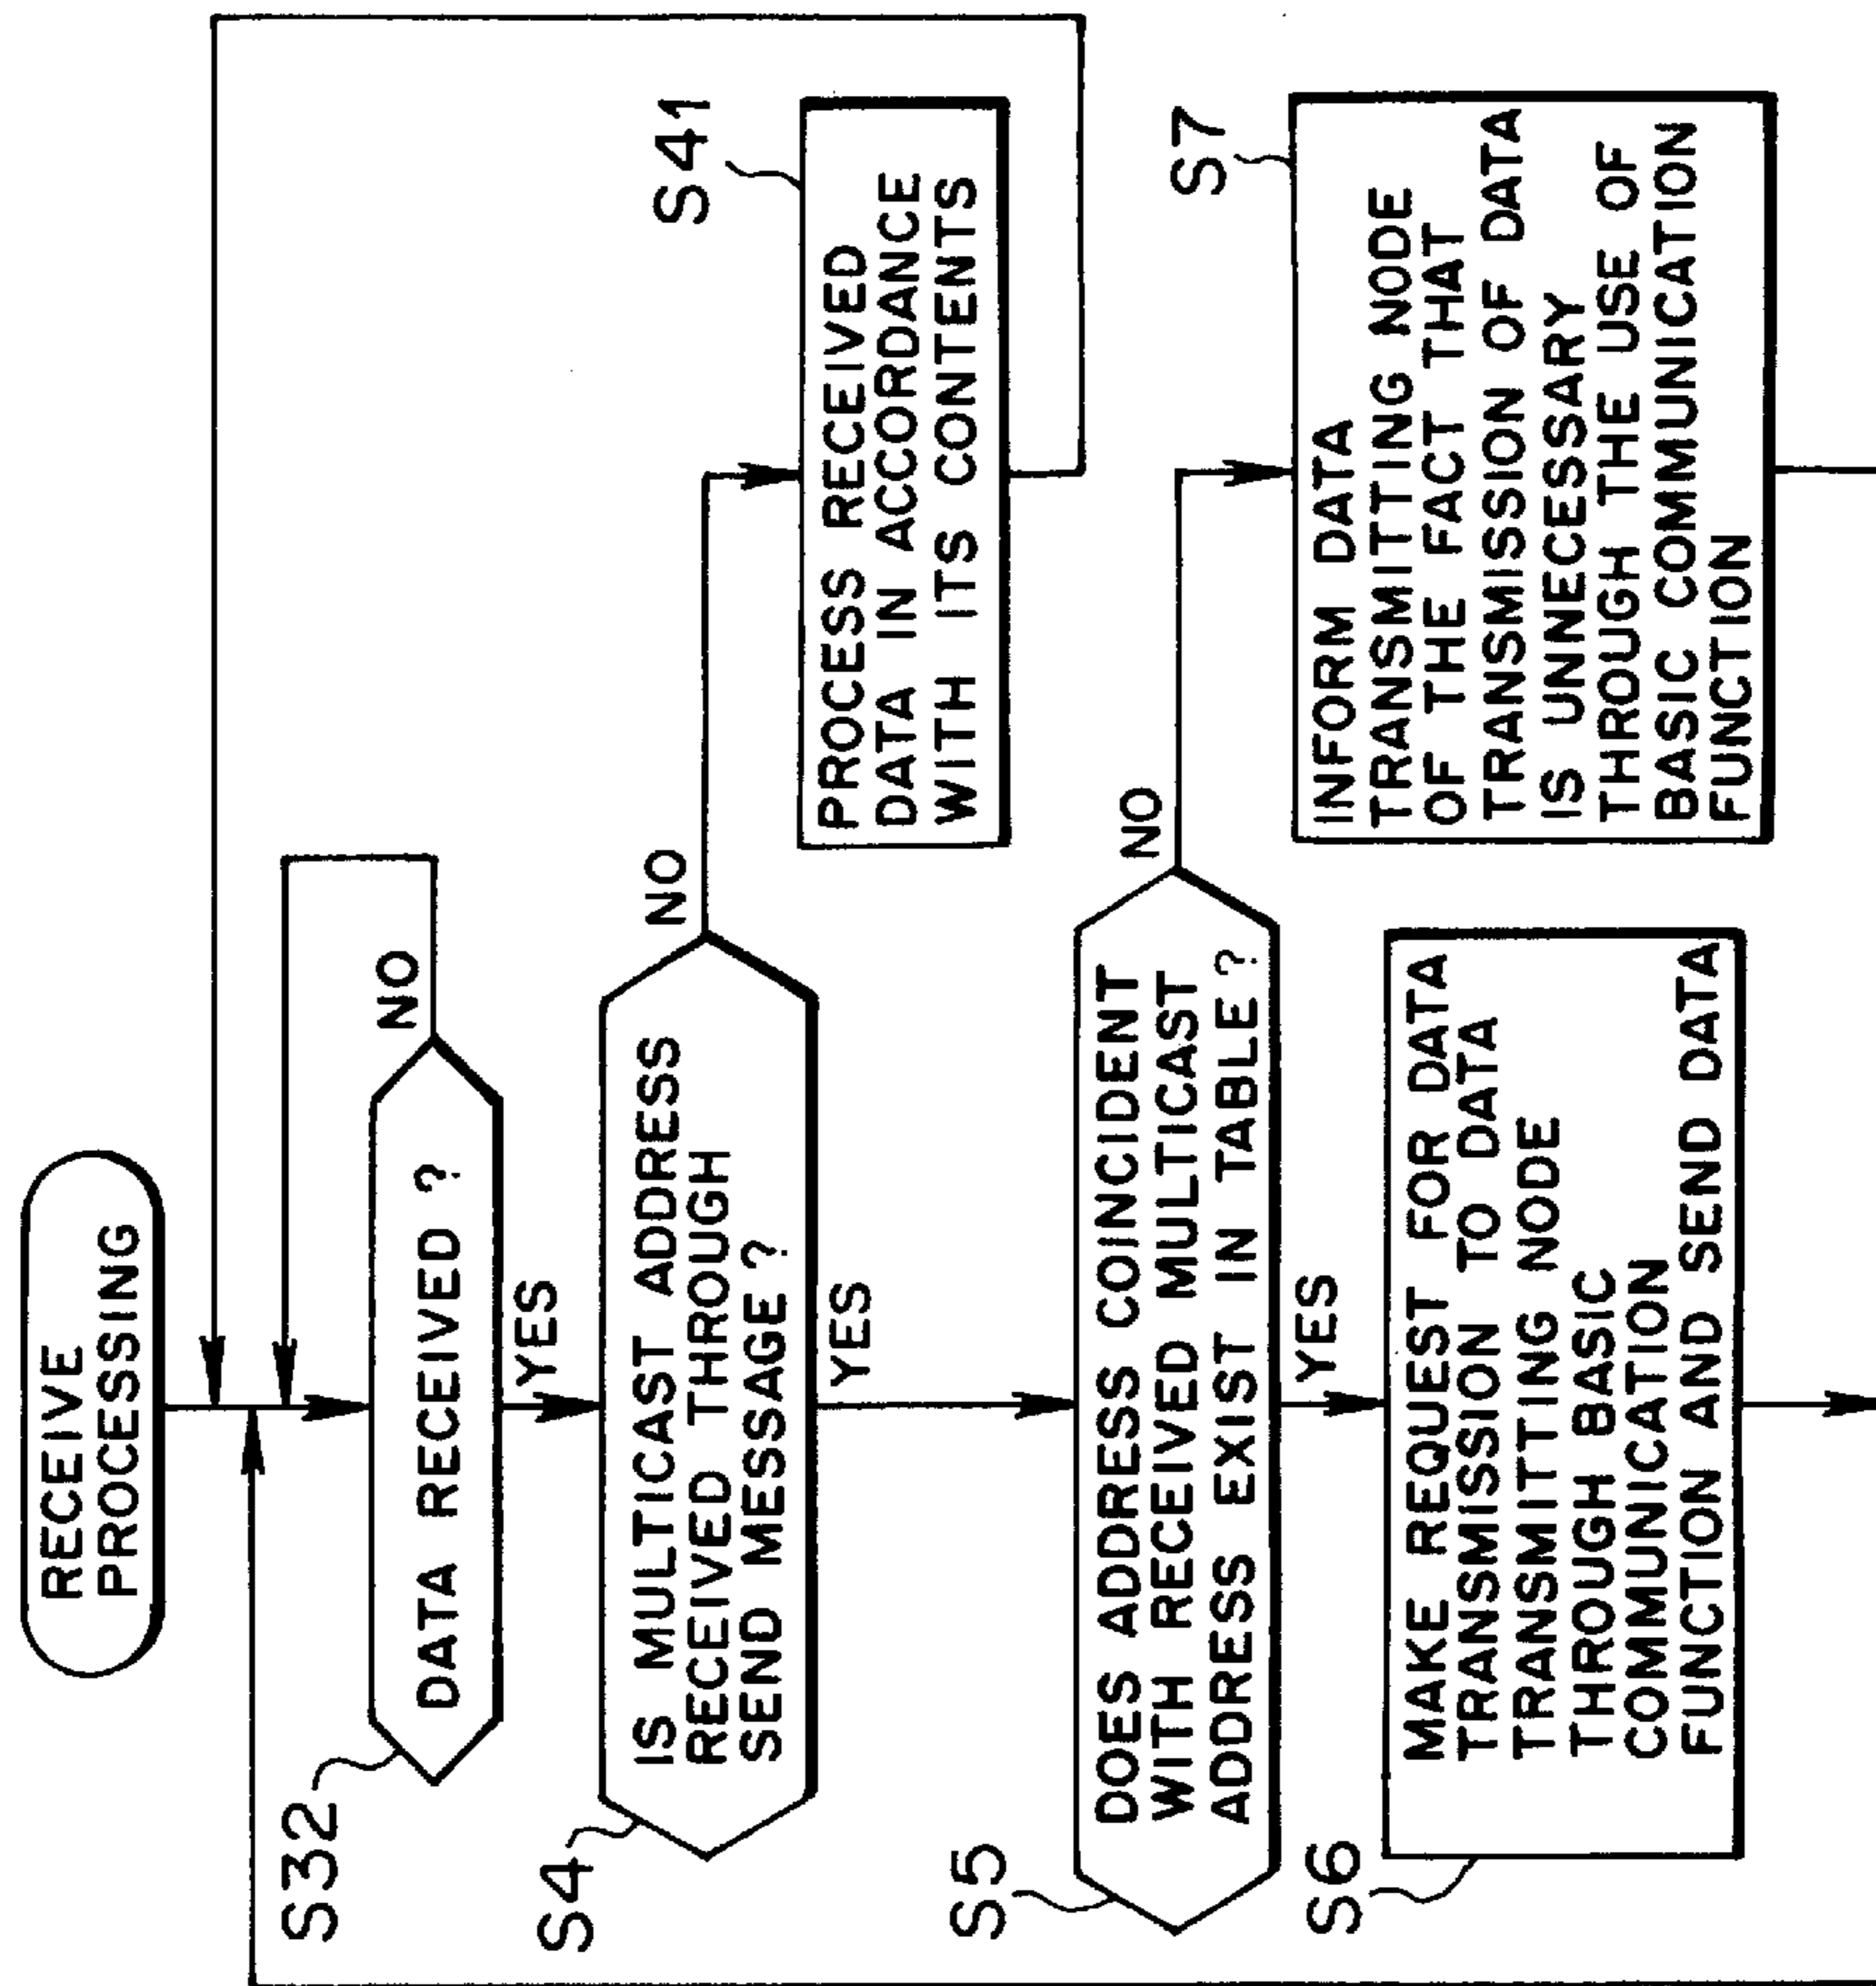 RECEIVE
PROCESSING
S32
DATA RECEIVED ?
NO
YES
S4
IS MULTICAST ADDRESS
RECEIVED THROUGH
SEND MESSAGE ?
NO
YES
S41
PROCESS RECEIVED
DATA IN ACCORDANCE
WITH ITS CONTENTS
S5
DOES ADDRESS COINCIDENT
WITH RECEIVED MULTICAST
ADDRESS EXIST IN TABLE ?
NO
YES
S6
MAKE REQUEST FOR DATA
TRANSMISSION TO DATA
TRANSMITTING NODE
THROUGH BASIC
COMMUNICATION
FUNCTION AND SEND DATA
S7
INFORM DATA
TRANSMITTING NODE
OF THE FACT THAT
TRANSMISSION OF DATA
IS UNNECESSARY
THROUGH THE USE OF
BASIC COMMUNICATION
FUNCTION